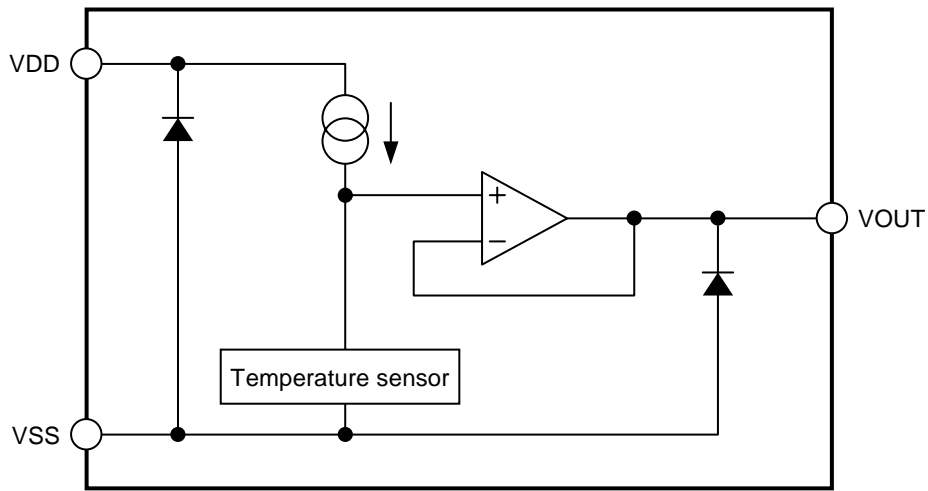 VDD
+
−
VOUT
Temperature sensor
VSS